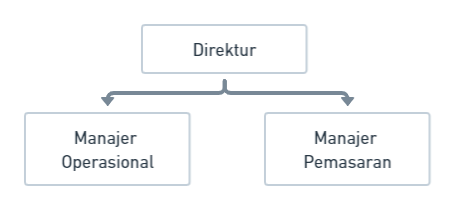 Direktur
Manajer
Operasional
Manajer
Pemasaran